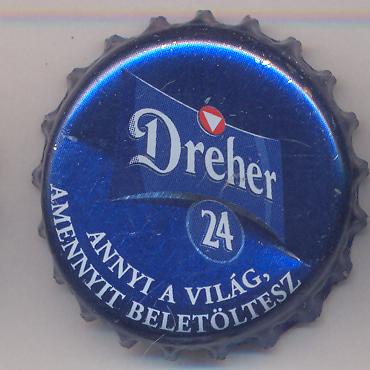 Dreher
24
ANNYI A VILÁG,
AMENNYIT BELETÖLTESZ